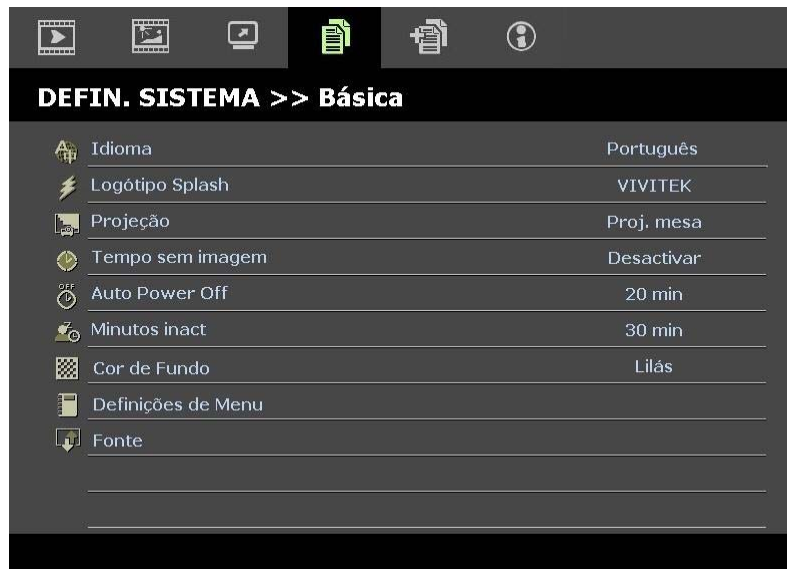 DEFIN. SISTEMA >> Básica
Idioma Português
Logótipo Splash VIVITEK
Projeção Proj. mesa
Tempo sem imagem Desactivar
OFF
Auto Power Off 20 min
Minutos inact 30 min
Cor de Fundo Lilás
Definições de Menu
Fonte